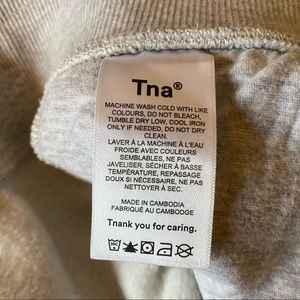 Tna®
MACHINE WASH COLD WITH LIKE
COLOURS, DO NOT BLEACH,
TUMBLE DRY LOW, COOL IRON
ONLY IF NEEDED, DO NOT DRY
CLEAN.
LAVER À LA MACHINE À L'EAU
FROIDE AVEC COULEURS
SEMBLABLES, NE PAS
JAVELISER, SÉCHER À BASSE
TEMPÉRATURE, REPASSAGE
DOUX SI NÉCESSAIRE, NE PAS
NETTOYER À SEC.
MADE IN CAMBODIA
FABRIQUÉ AU CAMBODGE
Tnank you for caring.